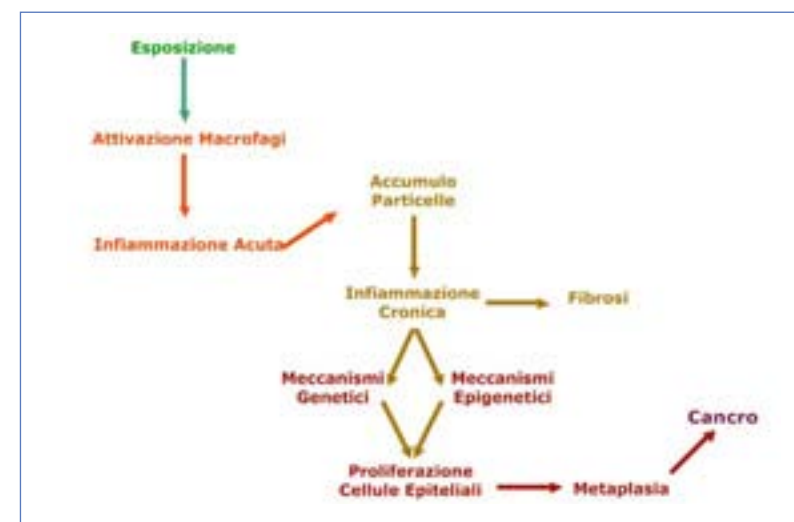 Esposizione
Attivazione Macrofagi
Infiammazione Acuta
Accumulo
Particelle
Infiammazione
Cronica
Fibrosi
Meccanismi
Genetici
Meccanismi
Epigenetici
Proliferazione
Cellule Epiteliali
Metaplasia
Cancro